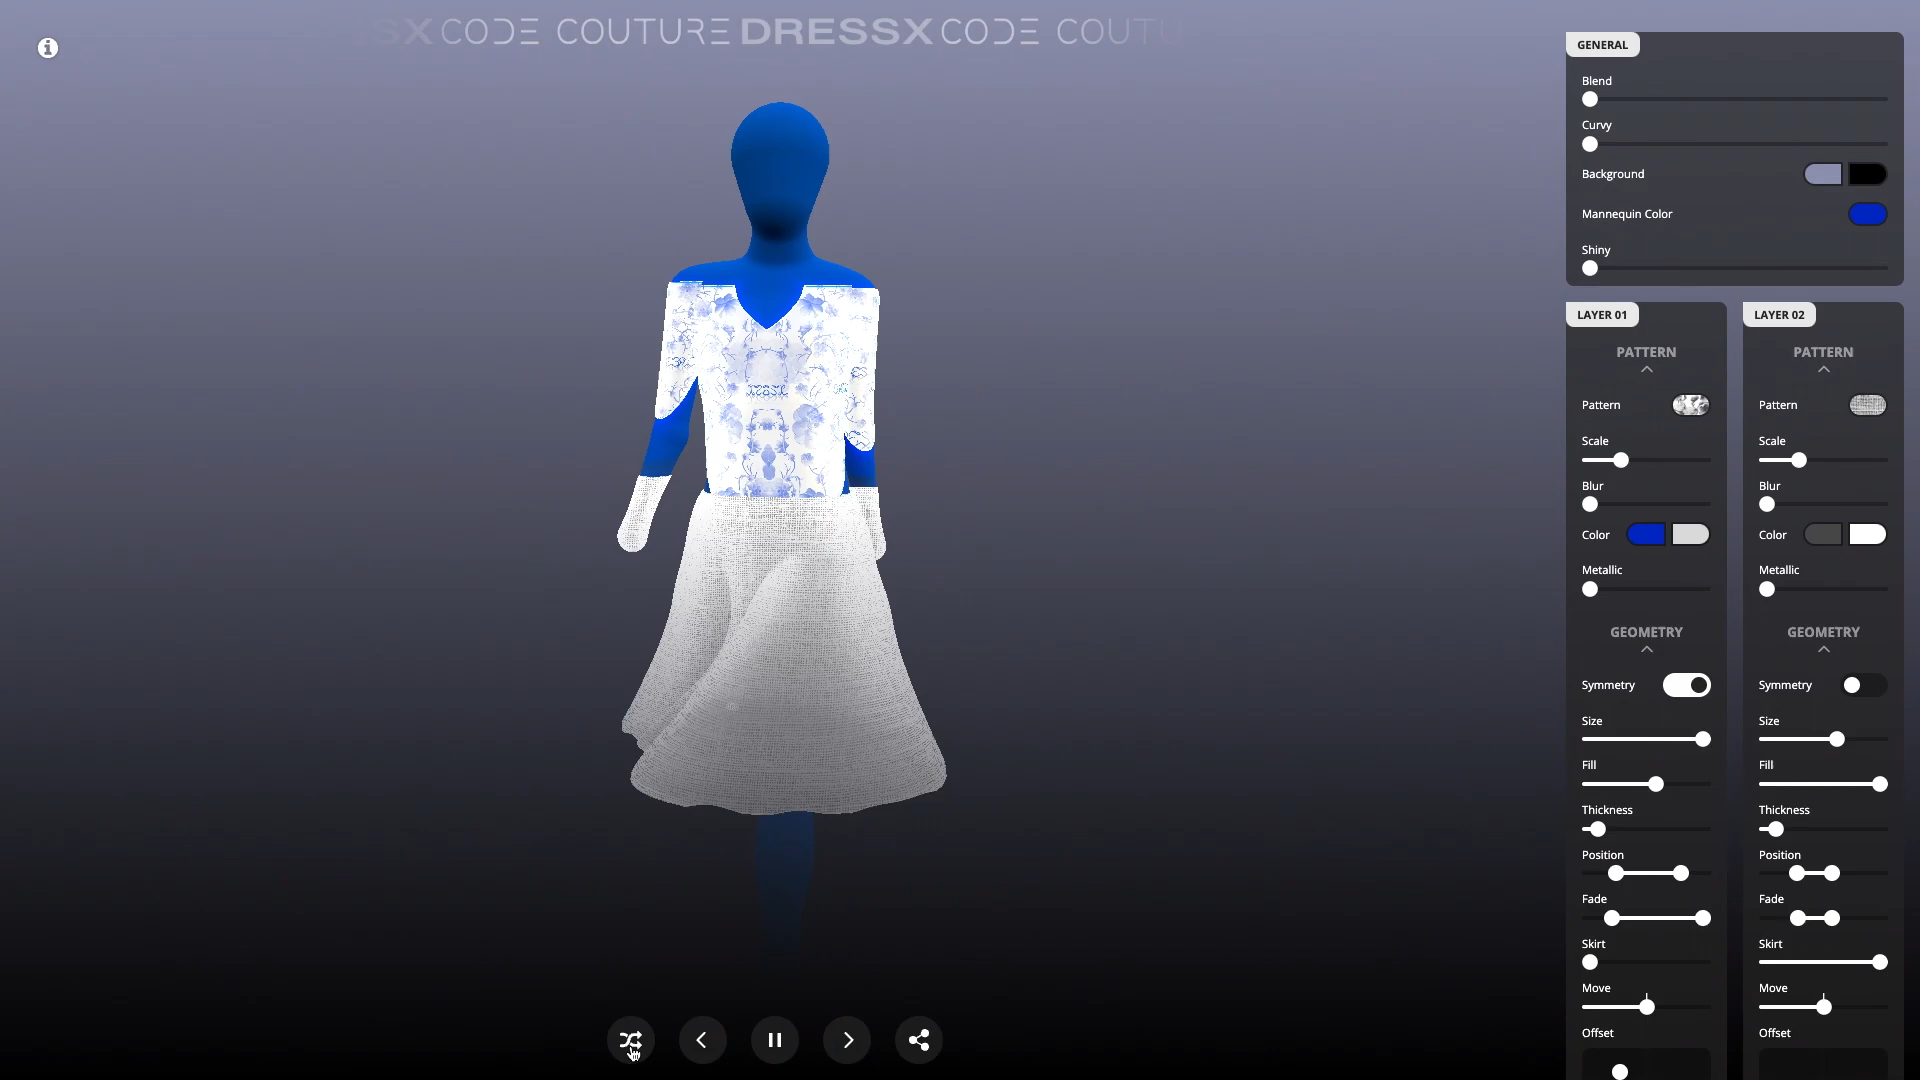 SX CODE COUTURE DRESSX CODE COUTU
GENERAL
Blend
Curvy
Background
Mannequin Color
Shiny
LAYER 01
PATTERN
Pattern
Scale
Blur
Color
Metallic
GEOMETRY
Symmetry
Size
Fill
Thickness
Position
Fade
Skirt
Move
Offset
LAYER 02
PATTERN
Pattern
Scale
Blur
Color
Metallic
GEOMETRY
Symmetry
Size
Fill
Thickness
Position
Fade
Skirt
Move
Offset